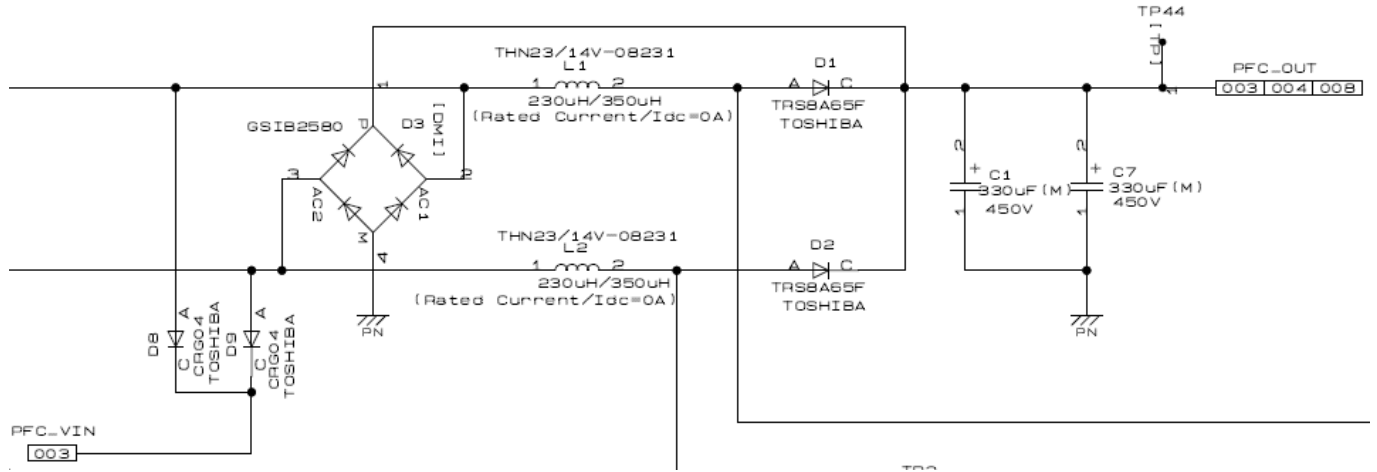 TP44
[TP]
1
PFC_OUT
003 004 008
THN23/14V-08231
L1
1 2
230uH/350uH
(Rated Current/Idc=0A)
D1
A C
TRS8A65F
TOSHIBA
1
GSIB2580
P
D3
[DMI]
3
2
AC2
AC1
M
4
PN
THN23/14V-08231
L2
1 2
230uH/350uH
(Rated Current/Idc=0A)
D2
A C
TRS8A65F
TOSHIBA
2
+
C1
330uF(M)
450V
1
2
+
C7
330uF(M)
450V
1
PN
D8
A
C
CRG04
TOSHIBA
D9
A
C
CRG04
TOSHIBA
PFC_VIN
003